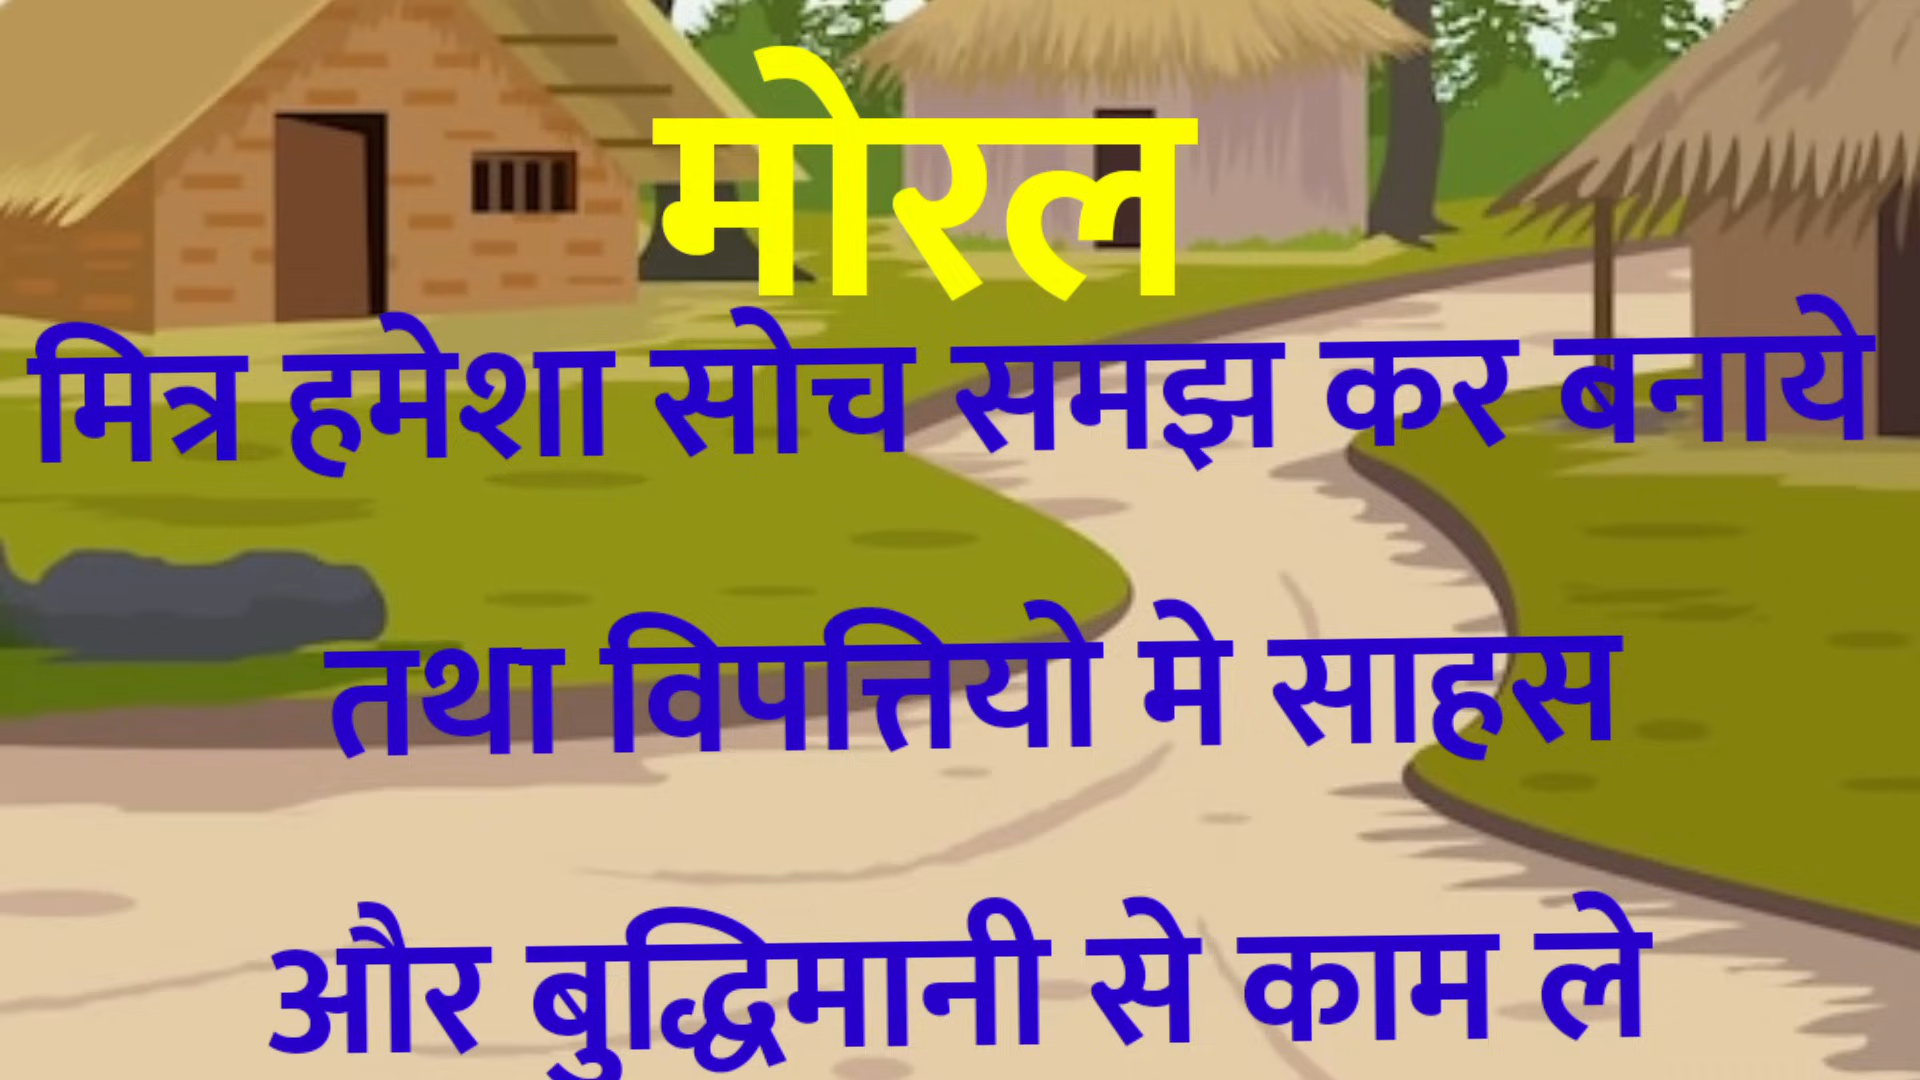 मोरल
मित्र हमेशा सोच समझ कर बनाये
तथा विपत्तियो मे साहस
और बुद्धिमानी से काम ले